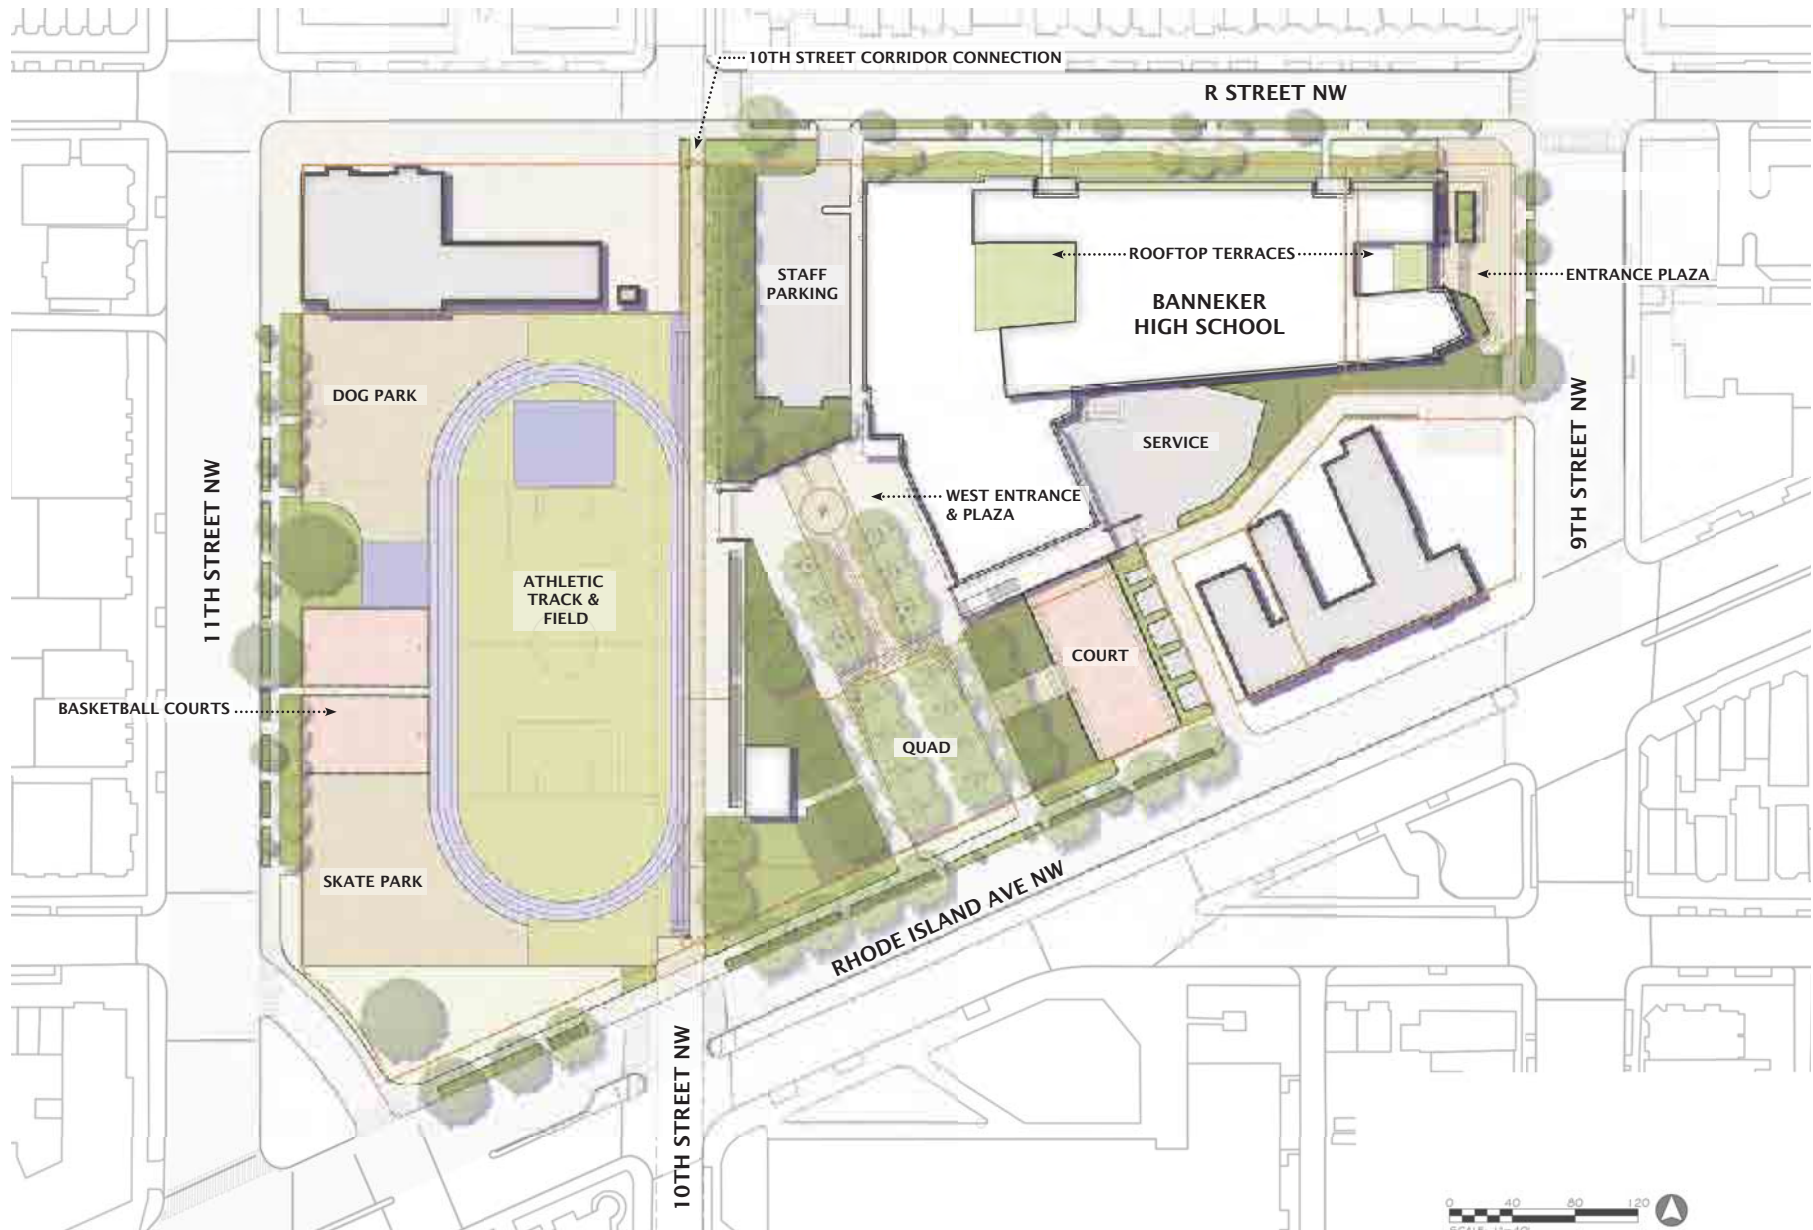 10TH STREET CORRIDOR CONNECTION
R STREET NW
ROOFTOP TERRACES
STAFF
PARKING
ENTRANCE PLAZA
BANNEKER
HIGH SCHOOL
DOG PARK
SERVICE
9TH STREET NW
WEST ENTRANCE
& PLAZA
11TH STREET NW
ATHLETIC
TRACK &
FIELD
COURT
BASKETBALL COURTS
QUAD
SKATE PARK
RHODE ISLAND AVE NW
10TH STREET NW
0 40 80 120